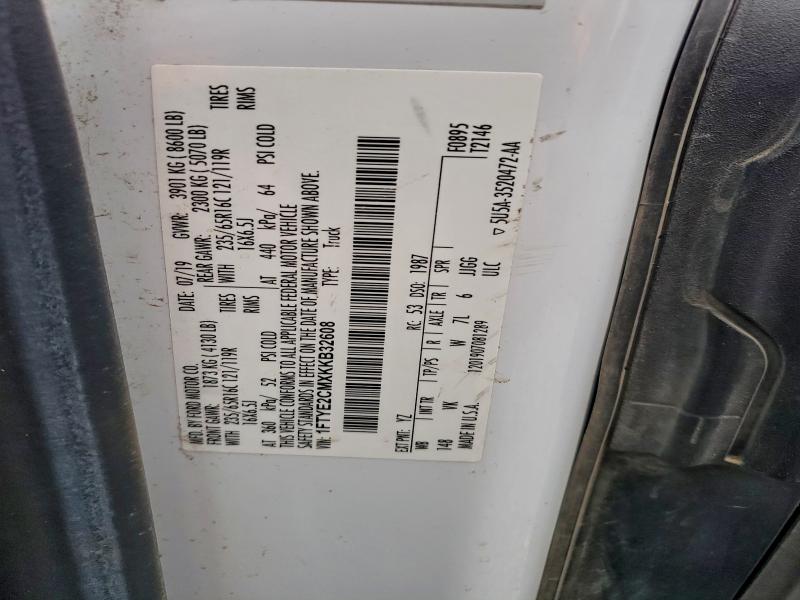 MFD. BY FORD MOTOR CO. DATE: 07/19 GVWR: 3901 KG ( 8600 LB)
FRONT GAWR: 1873 KG ( 4130 LB) REAR GAWR: 2300 KG ( 5070 LB)
WITH 235/65R16C 121/119R TIRES WITH 235/65R16C 121/119R TIRES
16X6.5J RIMS 16X6.5J RIMS
AT 360 kPa/ 52 PSI COLD AT 440 kPa/ 64 PSI COLD
THIS VEHICLE CONFORMS TO ALL APPLICABLE FEDERAL MOTOR VEHICLE
SAFETY STANDARDS IN EFFECT ON THE DATE OF MANUFACTURE SHOWN ABOVE.
VIN: 1FTYE2CMXKKB32608 TYPE: Truck
EXT PNT: YZ RC: 53 DSO: 1987 F0895
WB INT TR TP/PS R AXLE TR SPR T2146
148 VK W 7L 6 JJGG
MADE IN U.S.A. 1201907081289 ULC ▽ 5U5A-3520472-AA